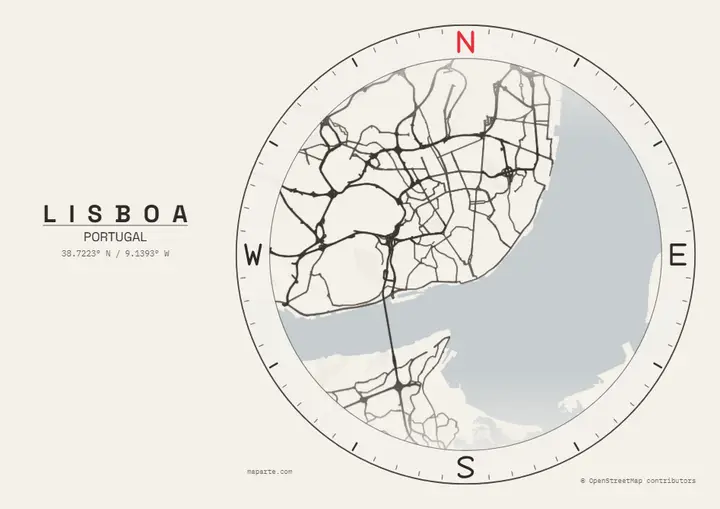 LISBOA
PORTUGAL
38.7223° N / 9.1393° W
N
W
E
S
maparte.com
© OpenStreetMap contributors